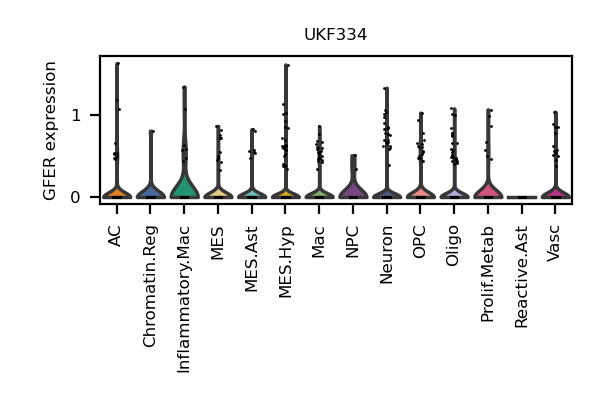 UKF334
GFER expression
1
0
AC
Chromatin.Reg
Inflammatory.Mac
MES
MES.Ast
MES.Hyp
Mac
NPC
Neuron
OPC
Oligo
Prolif.Metab
Reactive.Ast
Vasc